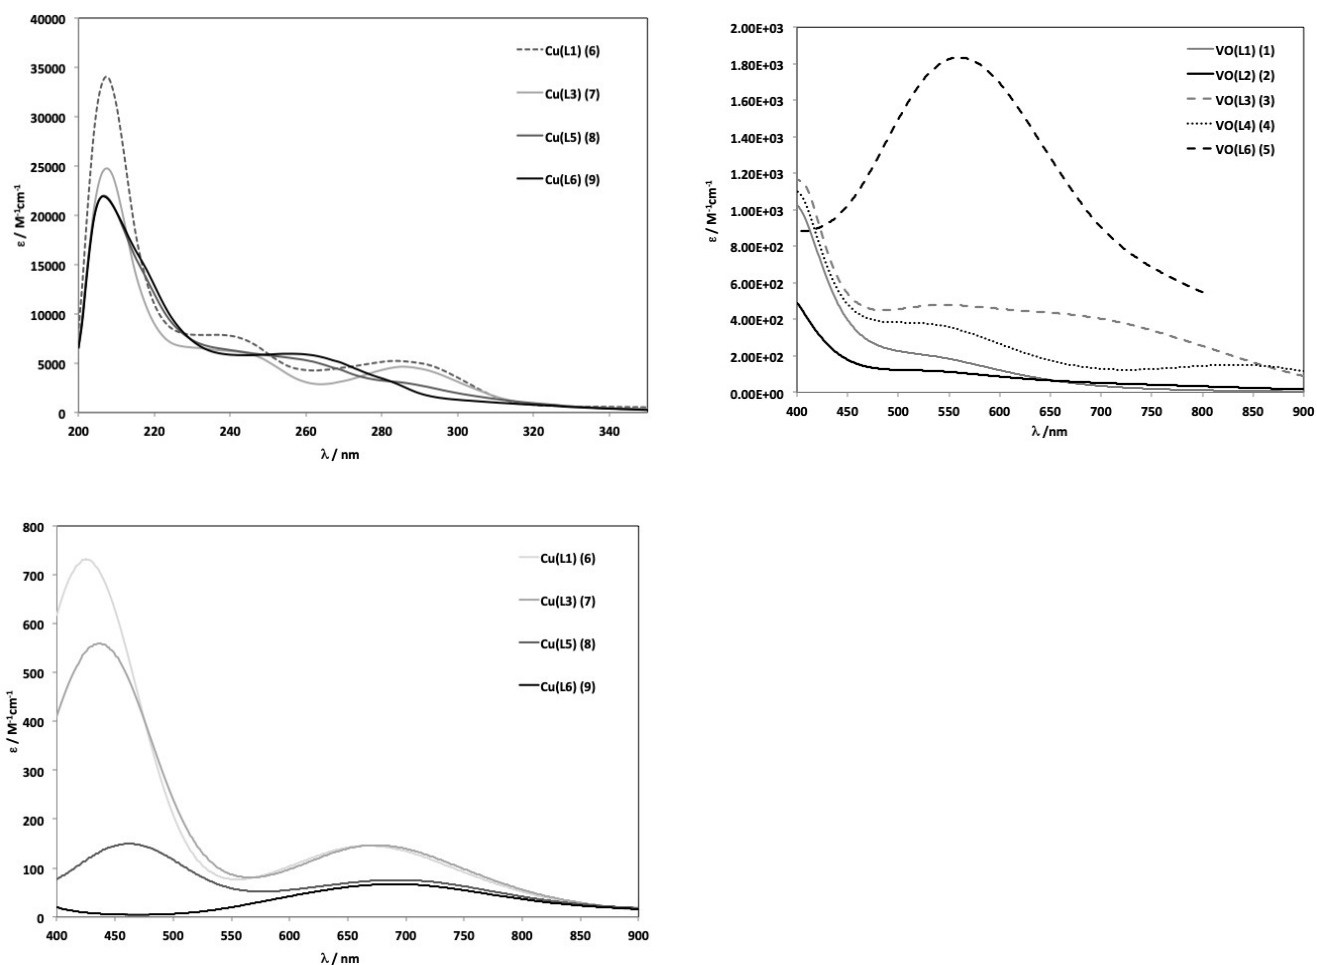 40000
35000
30000
25000
20000
15000
10000
5000
0
ε / M⁻¹cm⁻¹
200 220 240 260 280 300 320 340
λ / nm
Cu(L1) (6)
Cu(L3) (7)
Cu(L5) (8)
Cu(L6) (9)
2.00E+03
1.80E+03
1.60E+03
1.40E+03
1.20E+03
1.00E+03
8.00E+02
6.00E+02
4.00E+02
2.00E+02
0.00E+00
ε / M⁻¹cm⁻¹
400 450 500 550 600 650 700 750 800 850 900
λ /nm
VO(L1) (1)
VO(L2) (2)
VO(L3) (3)
VO(L4) (4)
VO(L6) (5)
800
700
600
500
400
300
200
100
0
ε / M⁻¹cm⁻¹
400 450 500 550 600 650 700 750 800 850 900
λ / nm
Cu(L1) (6)
Cu(L3) (7)
Cu(L5) (8)
Cu(L6) (9)